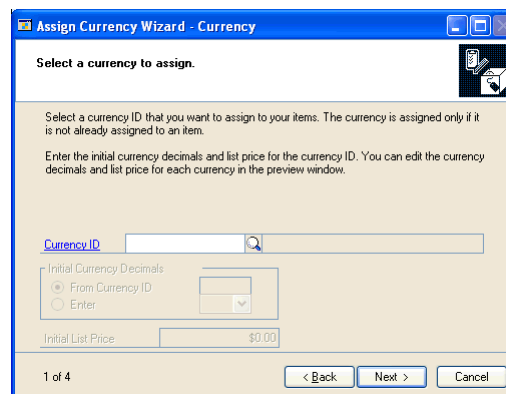 Assign Currency Wizard - Currency
Select a currency to assign.
Select a currency ID that you want to assign to your items. The currency is assigned only if it
is not already assigned to an item.
Enter the initial currency decimals and list price for the currency ID. You can edit the currency
decimals and list price for each currency in the preview window.
Currency ID
Initial Currency Decimals
From Currency ID
Enter
Initial List Price $0.00
1 of 4 < Back Next > Cancel